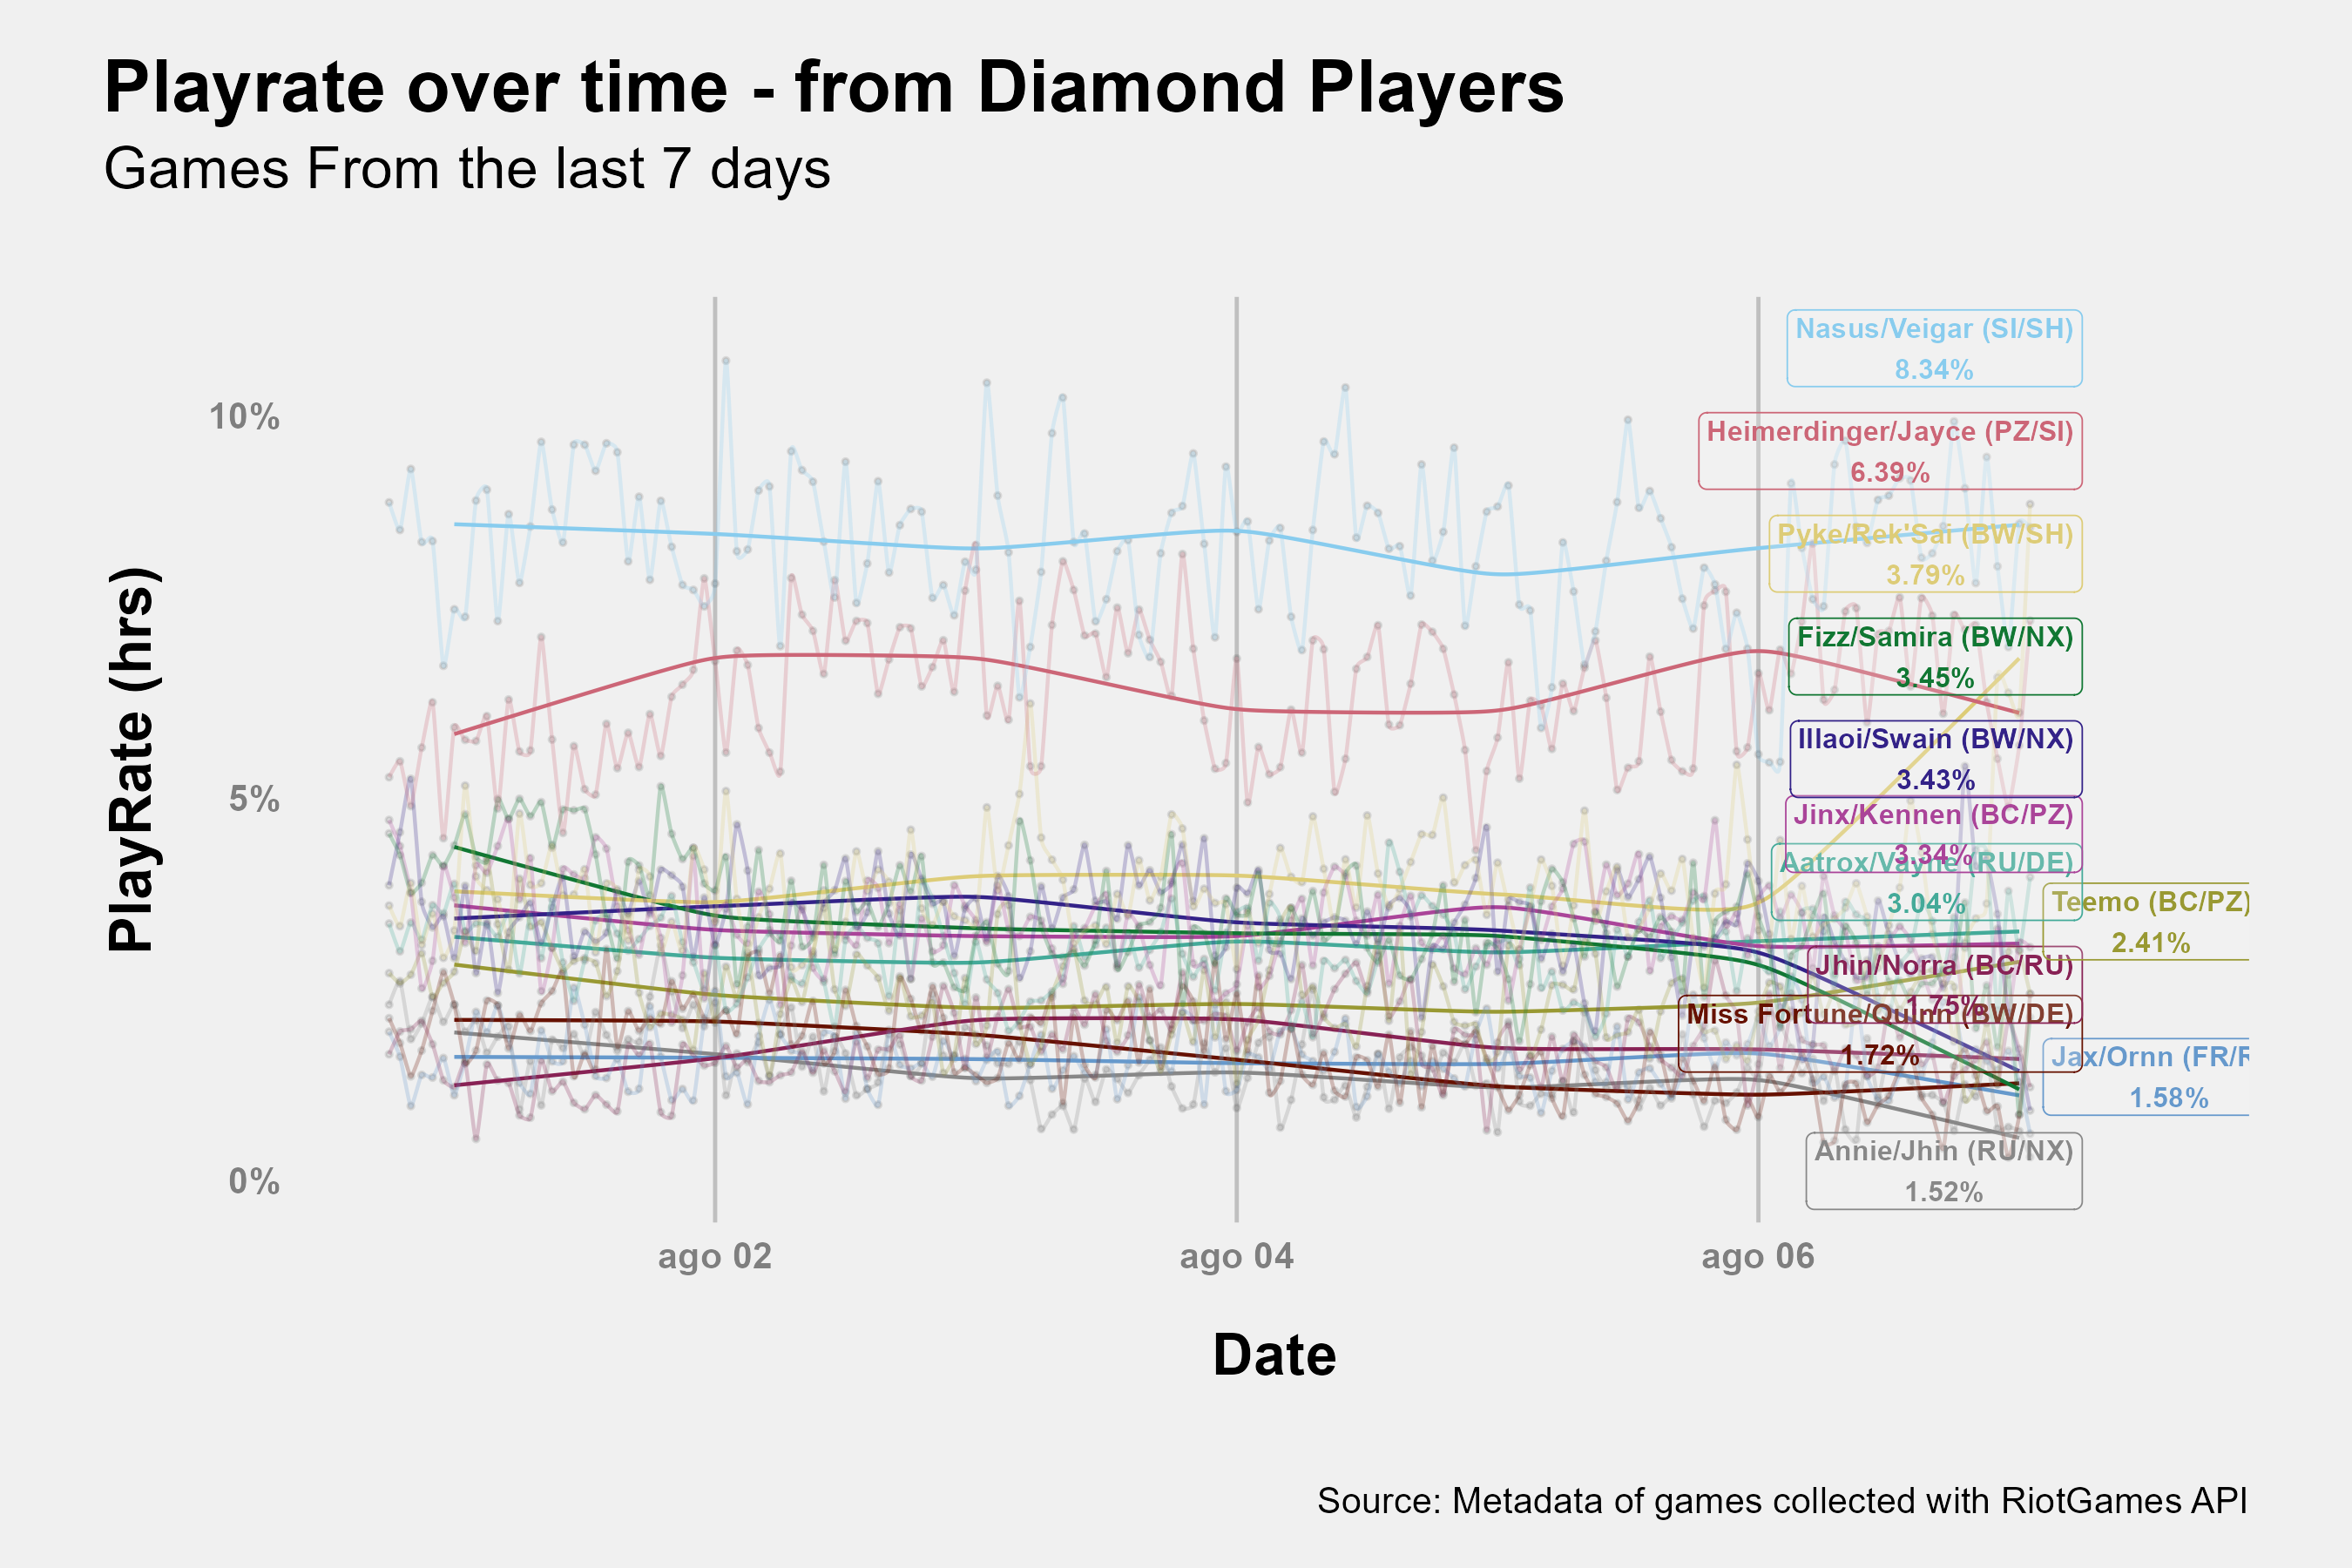 Playrate over time - from Diamond Players
Games From the last 7 days
PlayRate (hrs)
10%
5%
0%
Nasus/Veigar (SI/SH)
8.34%
Heimerdinger/Jayce (PZ/SI)
6.39%
Pyke/Rek'Sai (BW/SH)
3.79%
Fizz/Samira (BW/NX)
3.45%
Illaoi/Swain (BW/NX)
3.43%
Jinx/Kennen (BC/PZ)
3.34%
Aatrox/Vayne (RU/DE)
3.04%
Teemo (BC/PZ)
2.41%
Jhin/Norra (BC/RU)
1.75%
Miss Fortune/Quinn (BW/DE)
1.72%
Jax/Ornn (FR/R
1.58%
Annie/Jhin (RU/NX)
1.52%
ago 02
ago 04
ago 06
Date
Source: Metadata of games collected with RiotGames API